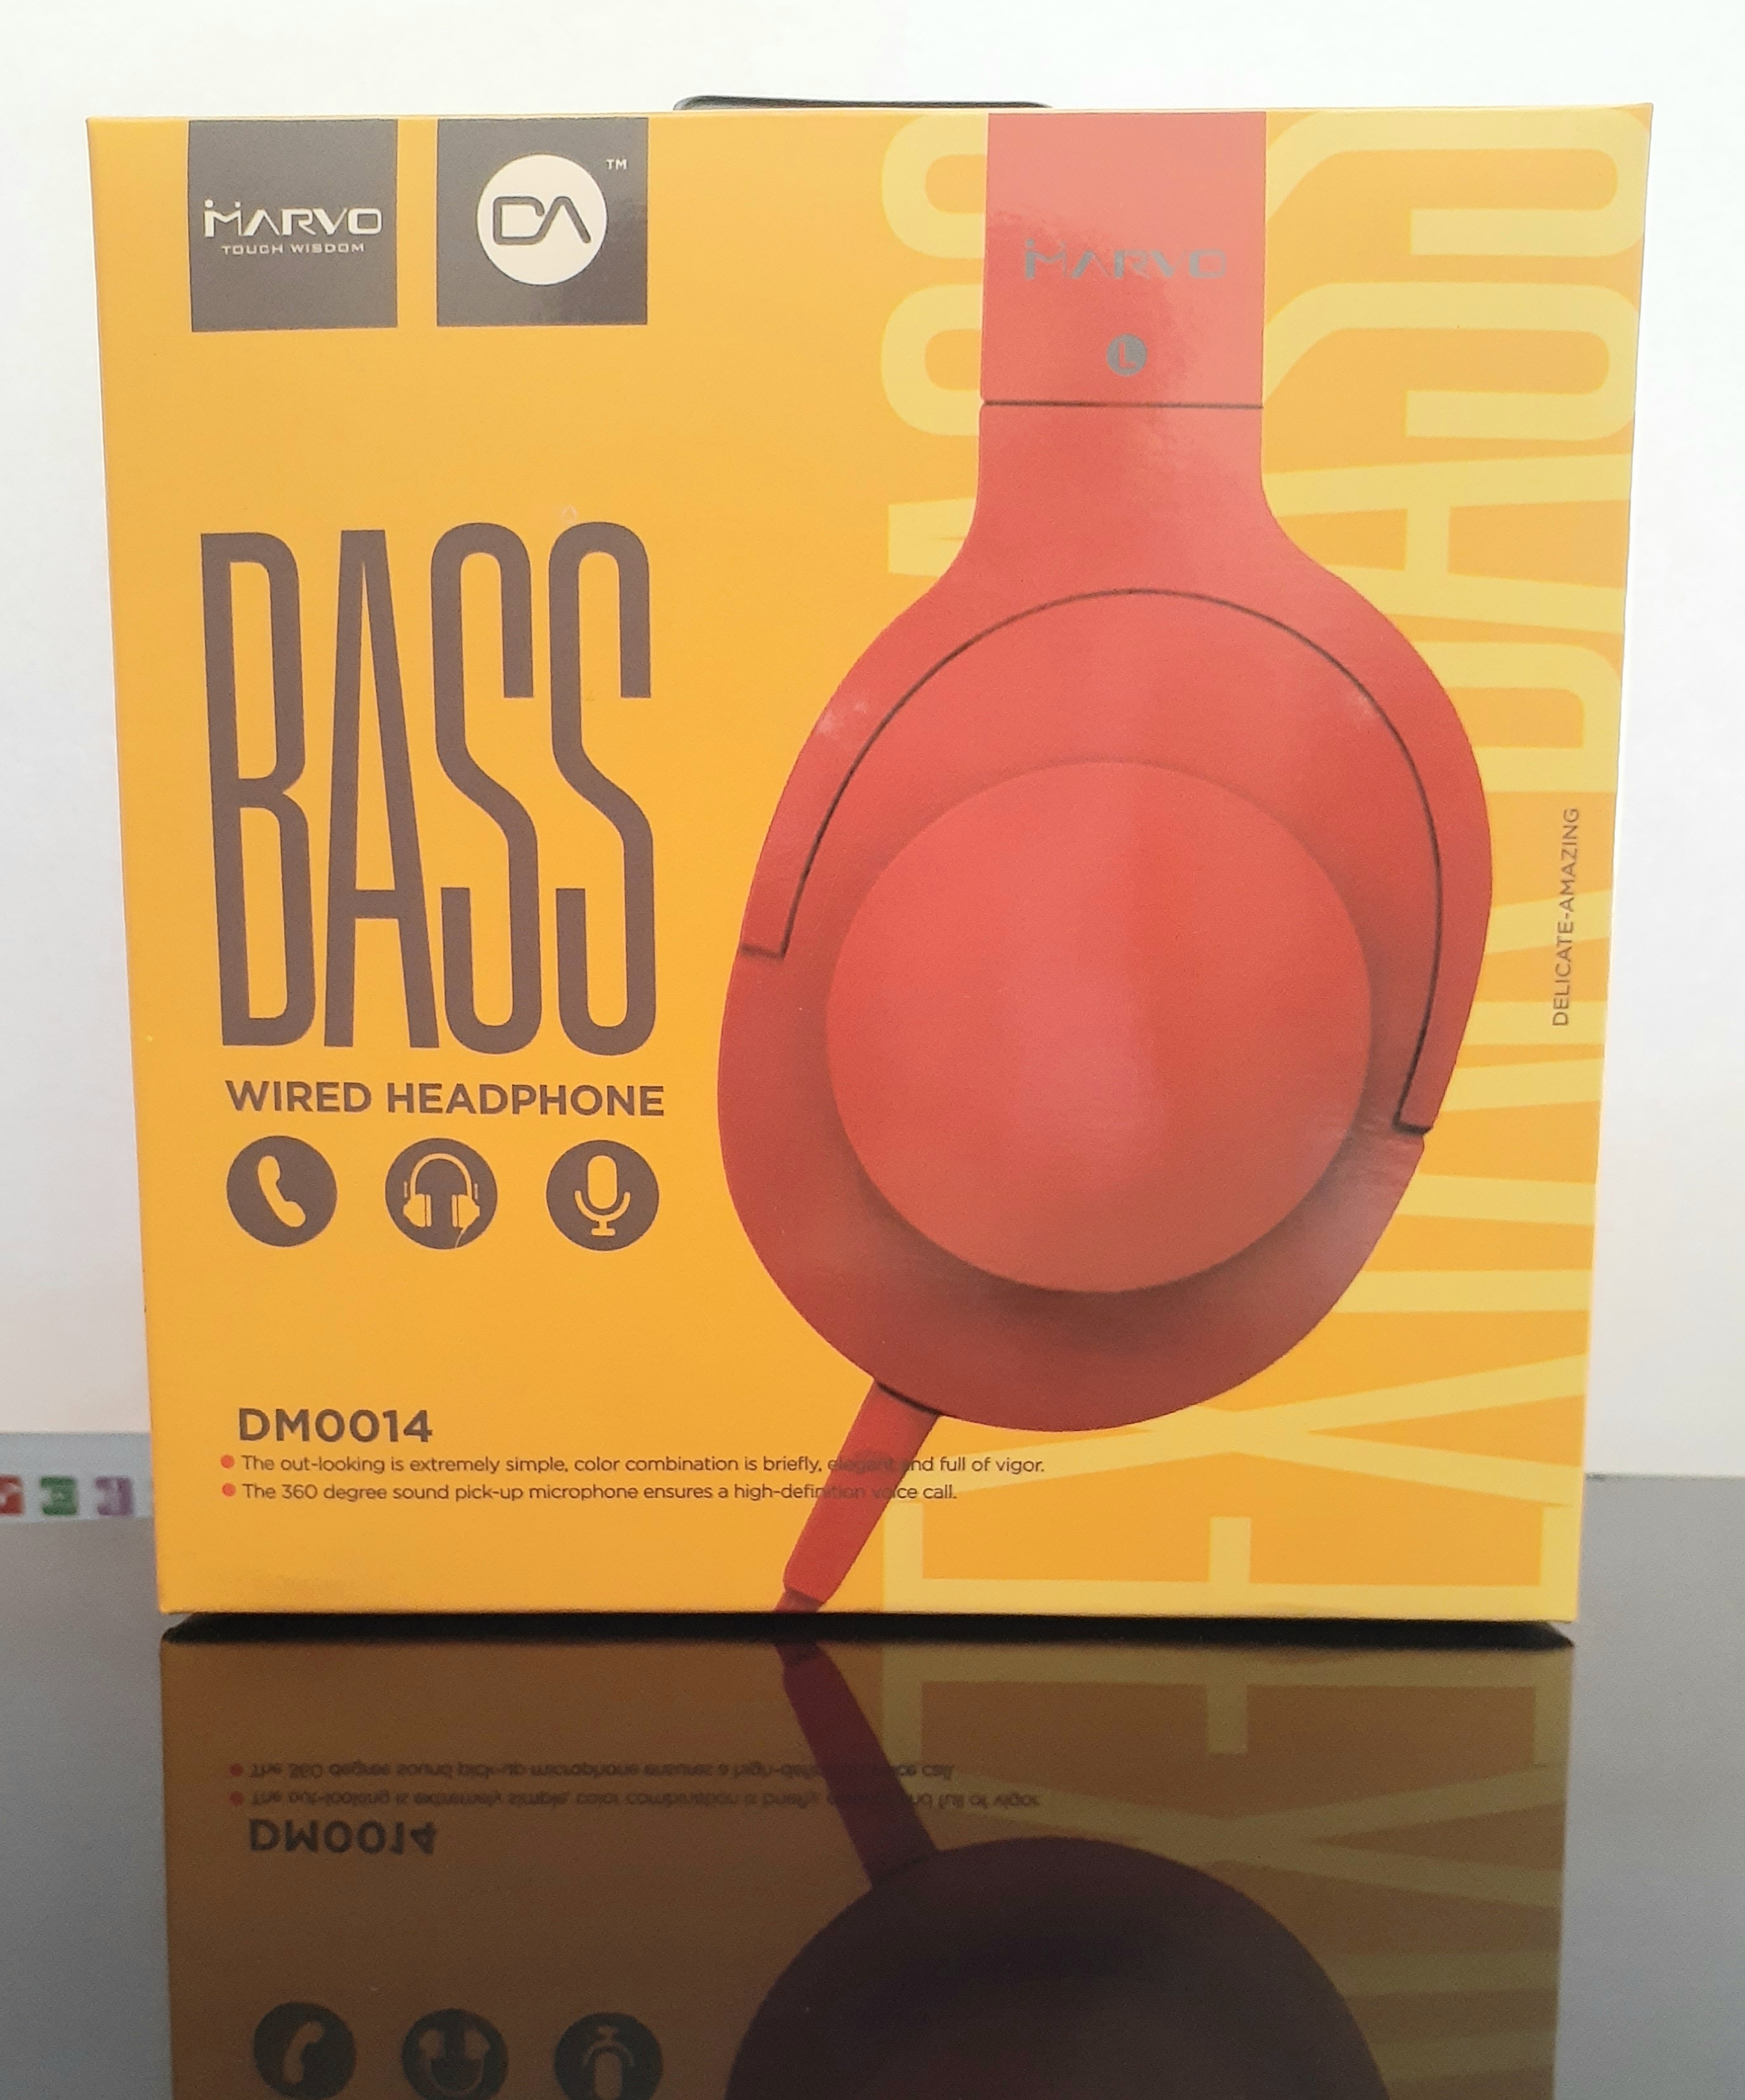 MARVO
TOUCH WISDOM
DA
TM
MARVO
L
BASS
WIRED HEADPHONE
DELICATE-AMAZING
DM0014
The out-looking is extremely simple, color combination is briefly, elegant and full of vigor.
The 360 degree sound pick-up microphone ensures a high-definition voice call.